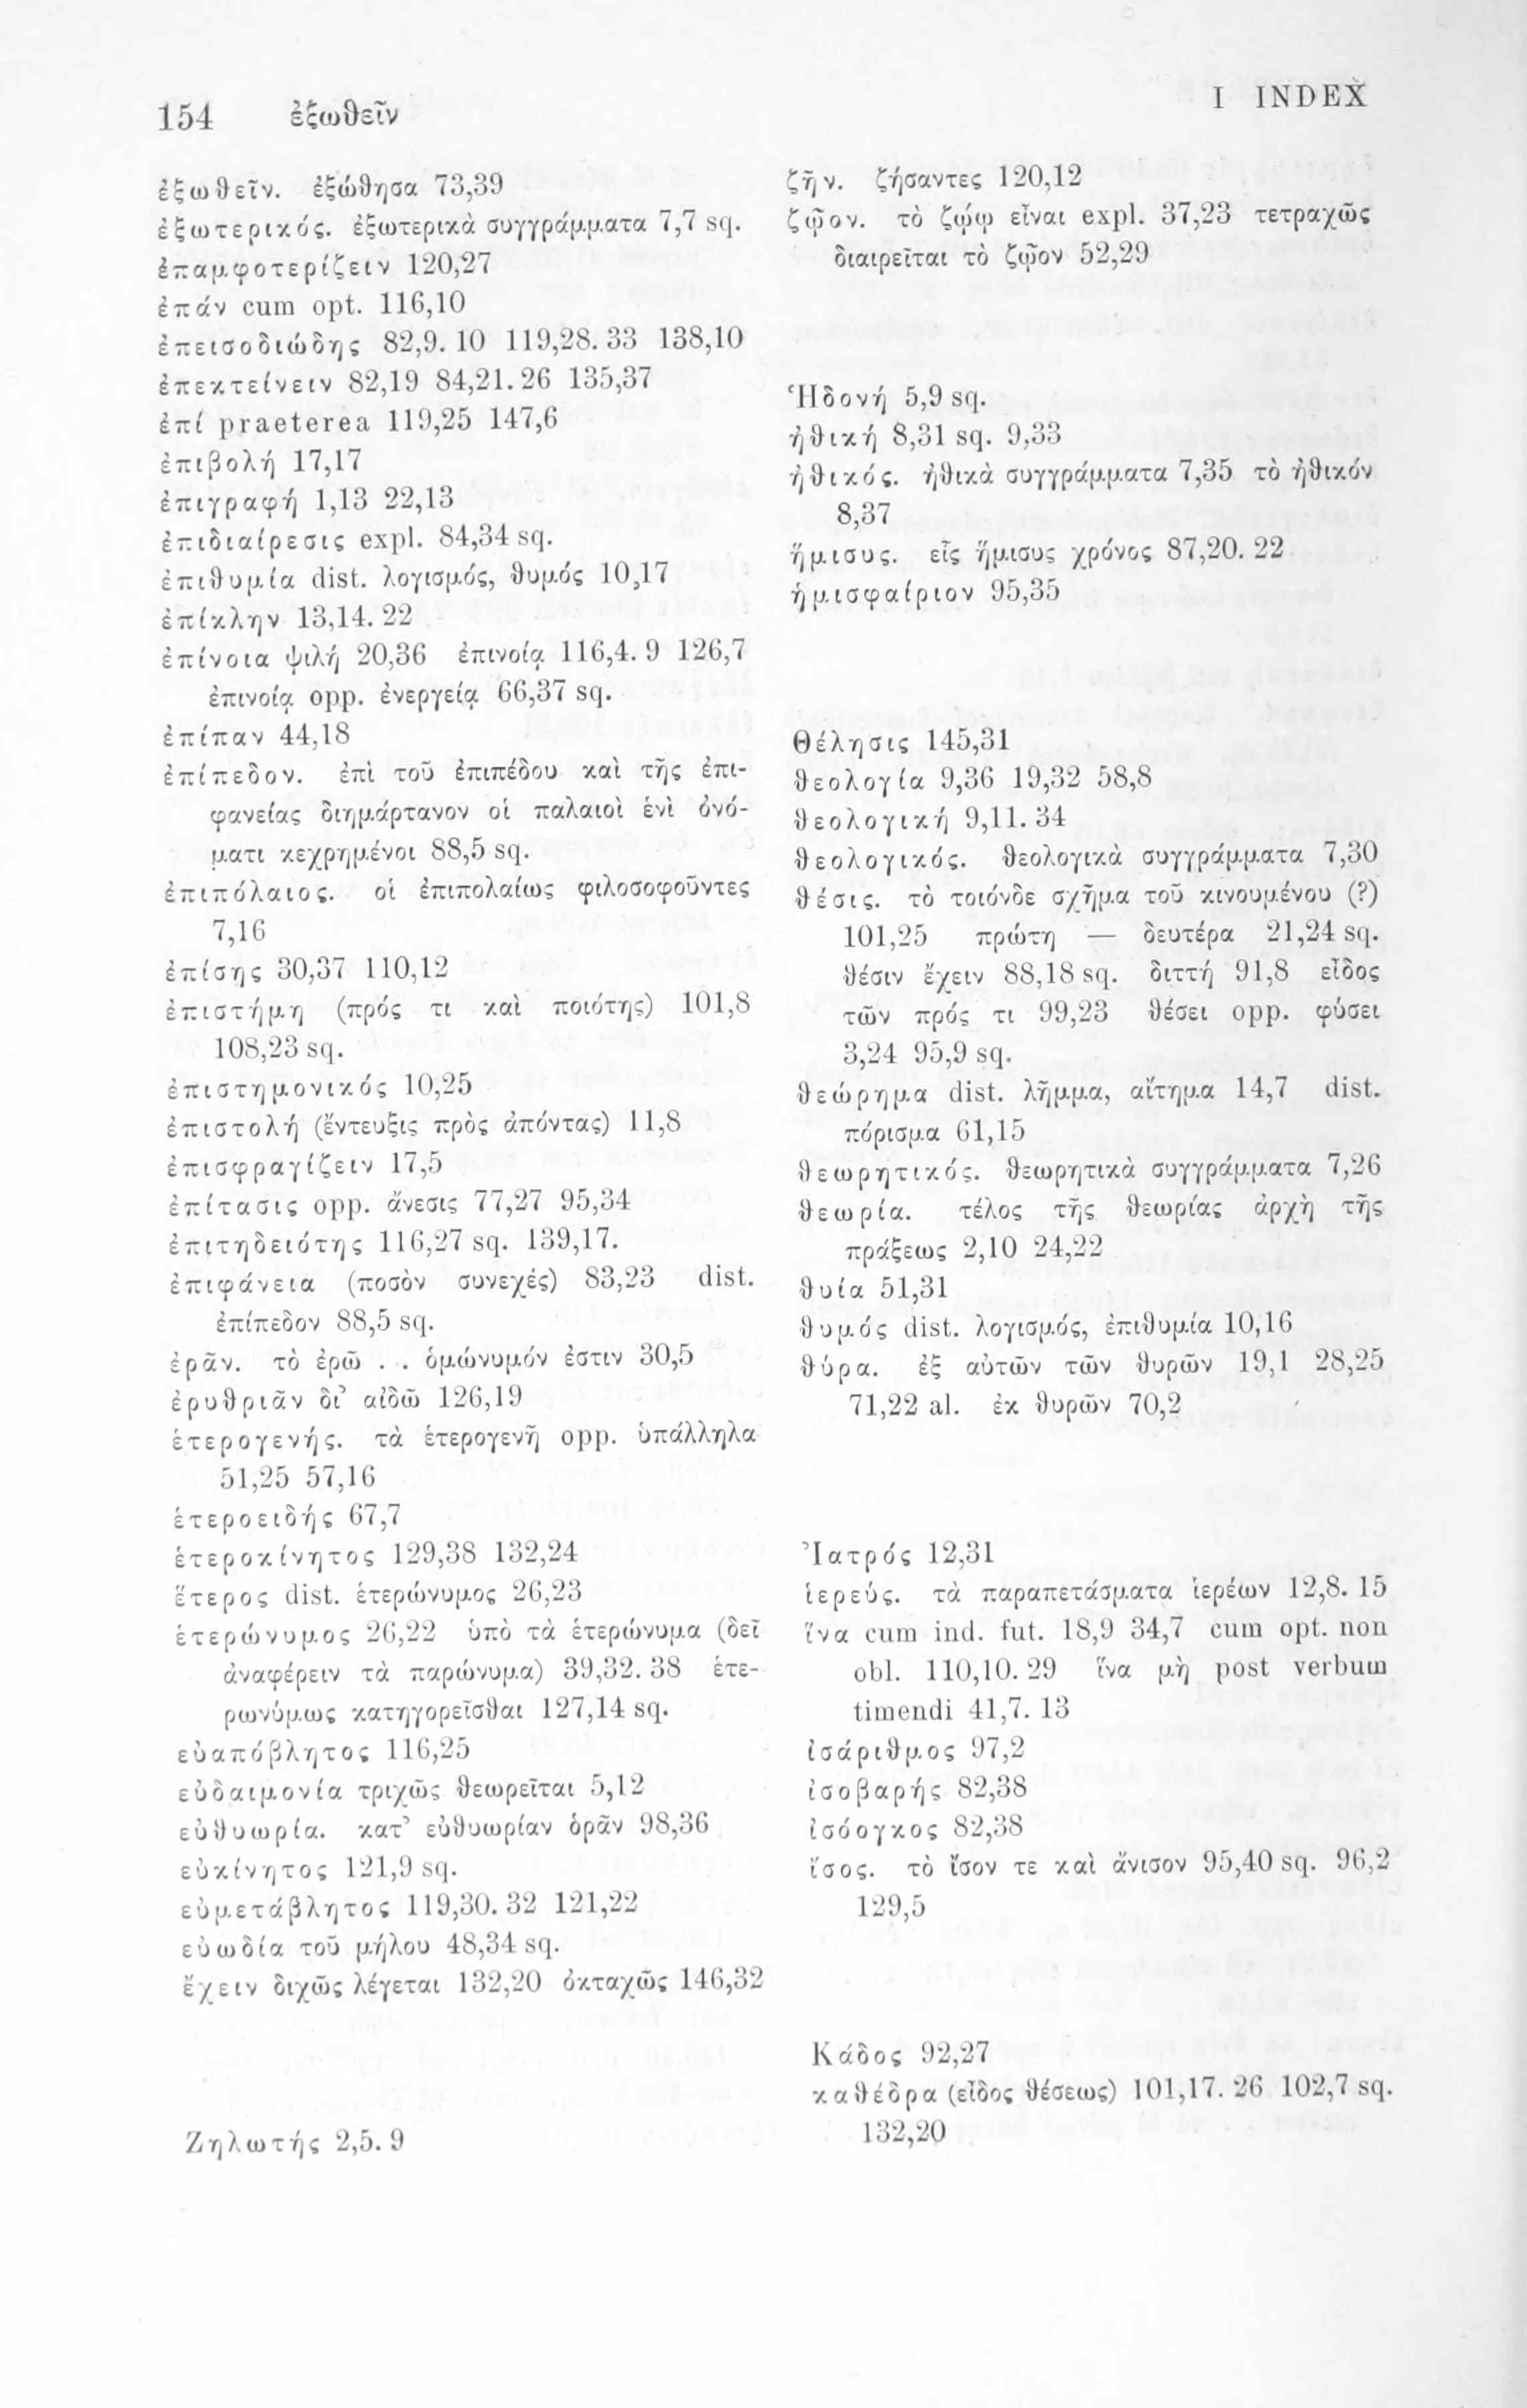 154 ἐξωθεῖν
I INDEX
ἐξωθεῖν. ἐξώθησα 73,39
ἐξωτερικός. ἐξωτερικὰ συγγράμματα 7,7 sq.
ἐπαμφοτερίζειν 120,27
ἐπάν cum opt. 116,10
ἐπεισοδιώδης 82,9. 10 119,28. 33 138,10
ἐπεκτείνειν 82,19 84,21. 26 135,37
ἐπί praeterea 119,25 147,6
ἐπιβολή 17,17
ἐπιγραφή 1,13 22,13
ἐπιδιαίρεσις expl. 84,34 sq.
ἐπιθυμία dist. λογισμός, θυμός 10,17
ἐπίκλην 13,14. 22
ἐπίνοια ψιλή 20,36 ἐπινοίᾳ 116,4. 9 126,7
ἐπινοίᾳ opp. ἐνεργείᾳ 66,37 sq.
ἐπίπαν 44,18
ἐπίπεδον. ἐπὶ τοῦ ἐπιπέδου καὶ τῆς ἐπι-
φανείας διημάρτανον οἱ παλαιοὶ ἑνὶ ὀνό-
ματι κεχρημένοι 88,5 sq.
ἐπιπόλαιος. οἱ ἐπιπολαίως φιλοσοφοῦντες
7,16
ἐπίσης 30,37 110,12
ἐπιστήμη (πρός τι καὶ ποιότης) 101,8
108,23 sq.
ἐπιστημονικός 10,25
ἐπιστολή (ἔντευξις πρὸς ἀπόντας) 11,8
ἐπισφραγίζειν 17,5
ἐπίτασις opp. ἄνεσις 77,27 95,34
ἐπιτηδειότης 116,27 sq. 139,17.
ἐπιφάνεια (ποσὸν συνεχές) 83,23 dist.
ἐπίπεδον 88,5 sq.
ἐρᾶν. τὸ ἐρῶ . . ὁμώνυμόν ἐστιν 30,5
ἐρυθριᾶν δι’ αἰδῶ 126,19
ἑτερογενής. τὰ ἑτερογενῆ opp. ὑπάλληλα
51,25 57,16
ἑτεροειδής 67,7
ἑτεροκίνητος 129,38 132,24
ἕτερος dist. ἑτερώνυμος 26,23
ἑτερώνυμος 26,22 ὑπὸ τὰ ἑτερώνυμα (δεῖ
ἀναφέρειν τὰ παρώνυμα) 39,32. 38 ἑτε-
ρωνύμως κατηγορεῖσθαι 127,14 sq.
εὐαπόβλητος 116,25
εὐδαιμονία τριχῶς θεωρεῖται 5,12
εὐθυωρία. κατ’ εὐθυωρίαν ὁρᾶν 98,36
εὐκίνητος 121,9 sq.
εὐμετάβλητος 119,30. 32 121,22
εὐωδία τοῦ μήλου 48,34 sq.
ἔχειν διχῶς λέγεται 132,20 ὀκταχῶς 146,32
Ζηλωτής 2,5. 9
ζῆν. ζήσαντες 120,12
ζῷον. τὸ ζῴῳ εἶναι expl. 37,23 τετραχῶς
διαιρεῖται τὸ ζῷον 52,29
Ἡδονή 5,9 sq.
ἠθική 8,31 sq. 9,33
ἠθικός. ἠθικὰ συγγράμματα 7,35 τὸ ἠθικόν
8,37
ἥμισυς. εἷς ἥμισυς χρόνος 87,20. 22
ἡμισφαίριον 95,35
Θέλησις 145,31
θεολογία 9,36 19,32 58,8
θεολογική 9,11. 34
θεολογικός. θεολογικὰ συγγράμματα 7,30
θέσις. τὸ τοιόνδε σχῆμα τοῦ κινουμένου (?)
101,25 πρώτη — δευτέρα 21,24 sq.
θέσιν ἔχειν 88,18 sq. διττή 91,8 εἶδος
τῶν πρός τι 99,23 θέσει opp. φύσει
3,24 95,9 sq.
θεώρημα dist. λῆμμα, αἴτημα 14,7 dist.
πόρισμα 61,15
θεωρητικός. θεωρητικὰ συγγράμματα 7,26
θεωρία. τέλος τῆς θεωρίας ἀρχὴ τῆς
πράξεως 2,10 24,22
θυία 51,31
θυμός dist. λογισμός, ἐπιθυμία 10,16
θύρα. ἐξ αὐτῶν τῶν θυρῶν 19,1 28,25
71,22 al. ἐκ θυρῶν 70,2
Ἰατρός 12,31
ἱερεύς. τὰ παραπετάσματα ἱερέων 12,8. 15
ἵνα cum ind. fut. 18,9 34,7 cum opt. non
obl. 110,10. 29 ἵνα μὴ post verbum
timendi 41,7. 13
ἰσάριθμος 97,2
ἰσοβαρής 82,38
ἰσόογκος 82,38
ἴσος. τὸ ἴσον τε καὶ ἄνισον 95,40 sq. 96,2
129,5
Κάδος 92,27
καθέδρα (εἶδος θέσεως) 101,17. 26 102,7 sq.
132,20